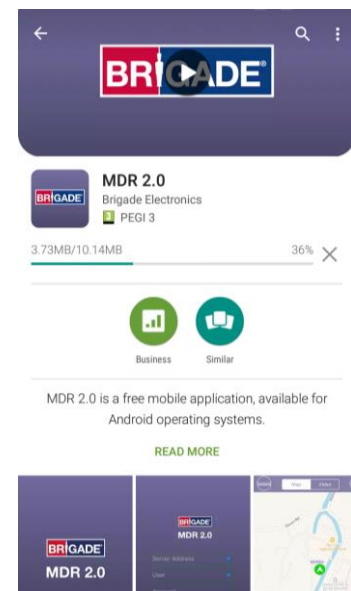 BRIGADE
BRIGADE
MDR 2.0
Brigade Electronics
3 PEGI 3
3.73MB/10.14MB 36%
Business Similar
MDR 2.0 is a free mobile application, available for
Android operating systems.
READ MORE
BRIGADE
MDR 2.0
BRIGADE
MDR 2.0
Server Address
User
Map
A